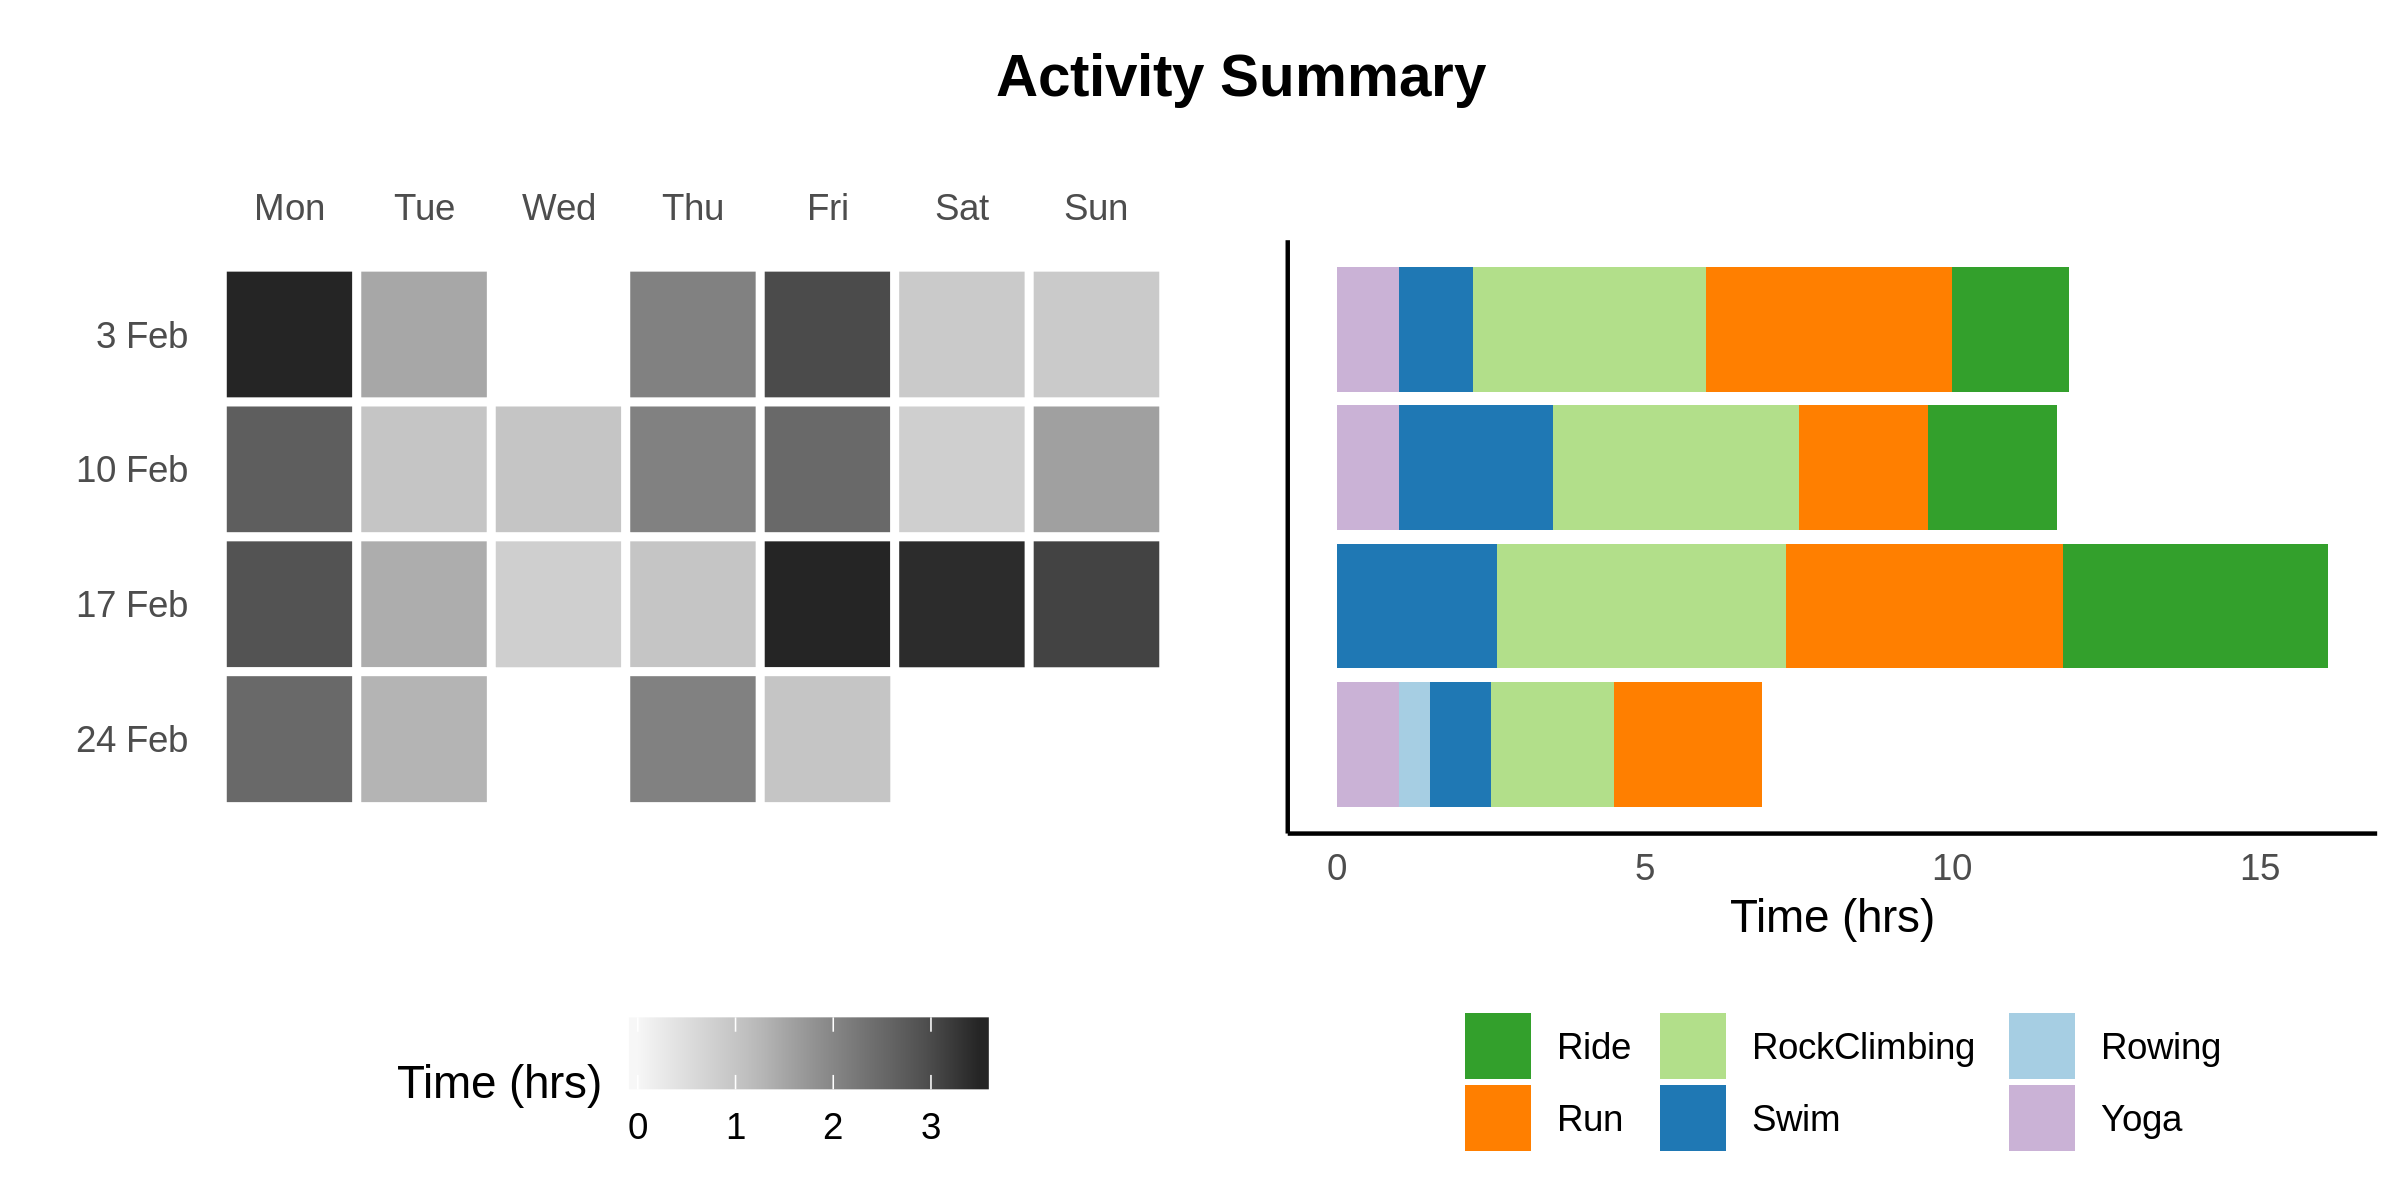 Activity Summary
Mon Tue Wed Thu Fri Sat Sun
3 Feb
10 Feb
17 Feb
24 Feb
Time (hrs)
0 1 2 3
0 5 10 15
Time (hrs)
Ride RockClimbing Rowing
Run Swim Yoga